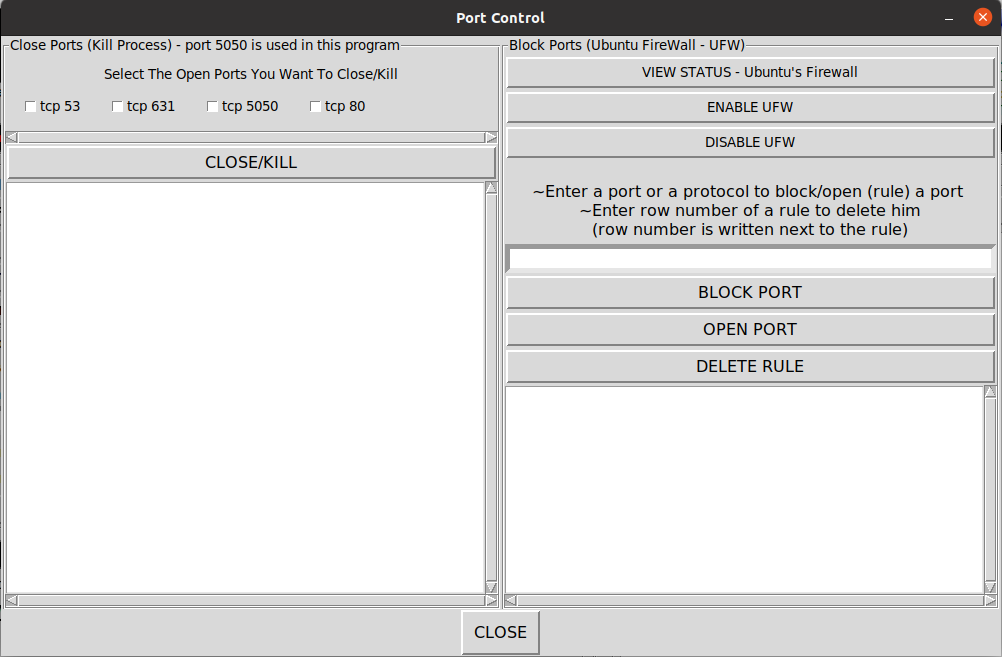 Port Control
Close Ports (Kill Process) - port 5050 is used in this program
Select The Open Ports You Want To Close/Kill
tcp 53 tcp 631 tcp 5050 tcp 80
CLOSE/KILL
Block Ports (Ubuntu FireWall - UFW)
VIEW STATUS - Ubuntu's Firewall
ENABLE UFW
DISABLE UFW
~Enter a port or a protocol to block/open (rule) a port
~Enter row number of a rule to delete him
(row number is written next to the rule)
BLOCK PORT
OPEN PORT
DELETE RULE
CLOSE